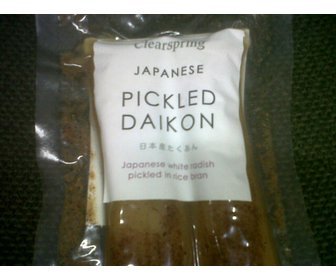 Clearspring
JAPANESE
PICKLED
DAIKON
日本産たくあん
Japanese white radish
pickled in rice bran